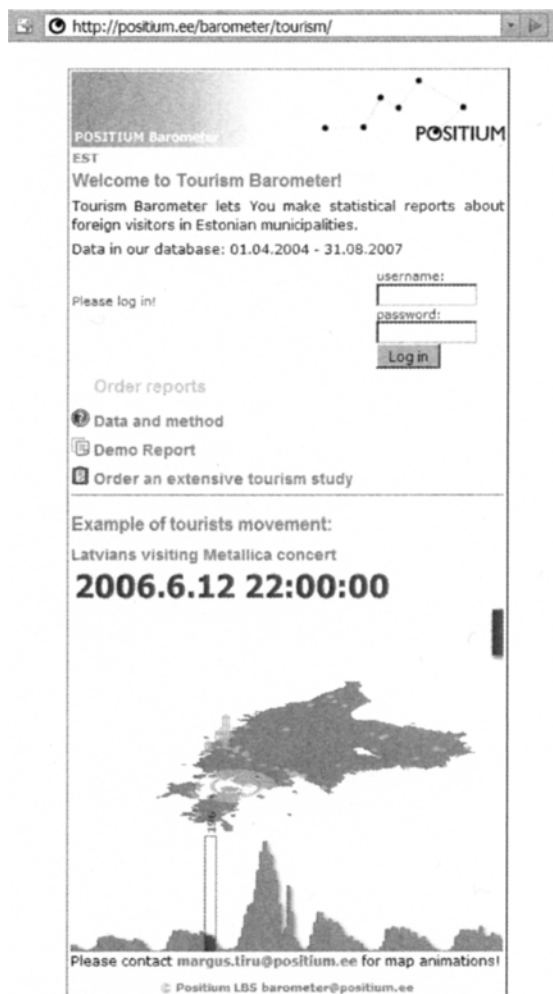 http://positium.ee/barometer/tourism/
POSITIUM Barometer
POSITIUM
EST
Welcome to Tourism Barometer!
Tourism Barometer lets You make statistical reports about
foreign visitors in Estonian municipalities.
Data in our database: 01.04.2004 - 31.08.2007
username:
Please log in!
password:
Log in
Order reports
Data and method
Demo Report
Order an extensive tourism study
Example of tourists movement:
Latvians visiting Metallica concert
2006.6.12 22:00:00
Please contact margus.tiru@positium.ee for map animations!
© Positium LBS barometer@positium.ee